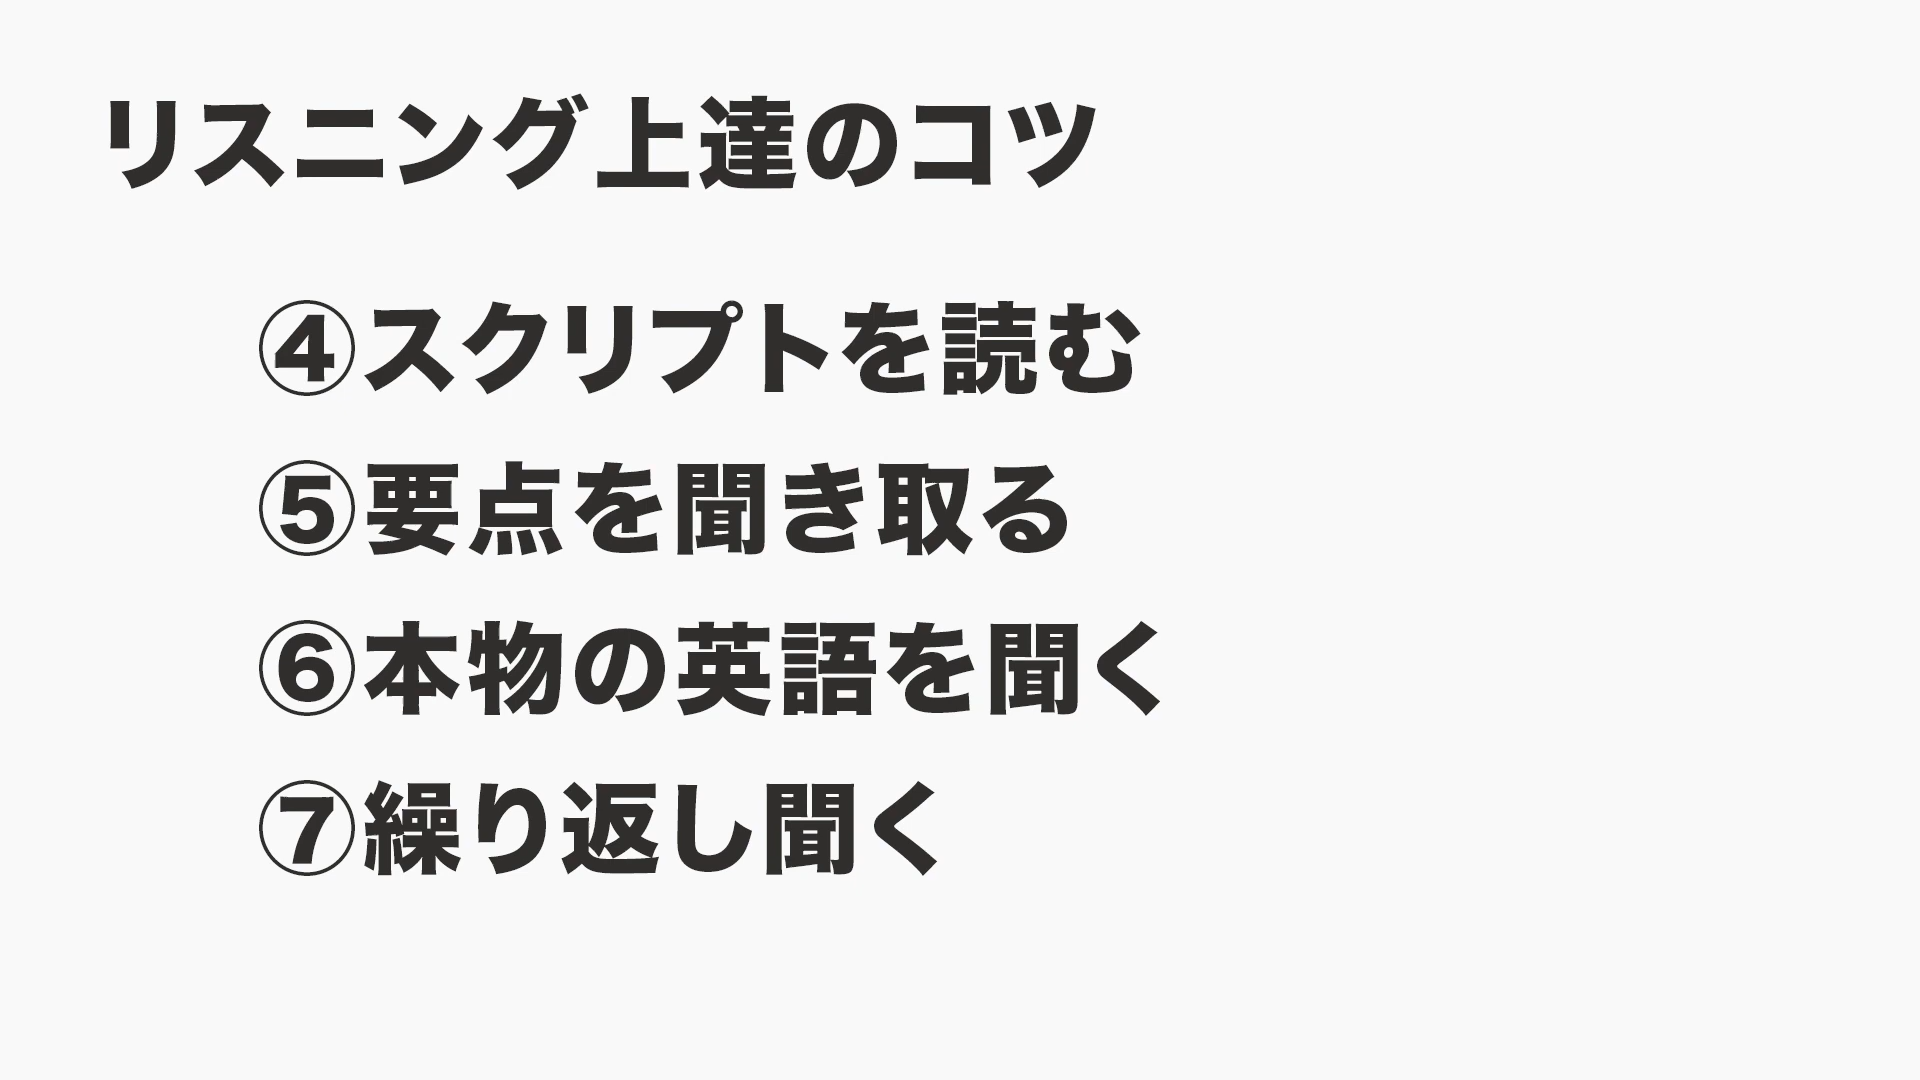 リスニング上達のコツ
④スクリプトを読む
⑤要点を聞き取る
⑥本物の英語を聞く
⑦繰り返し聞く